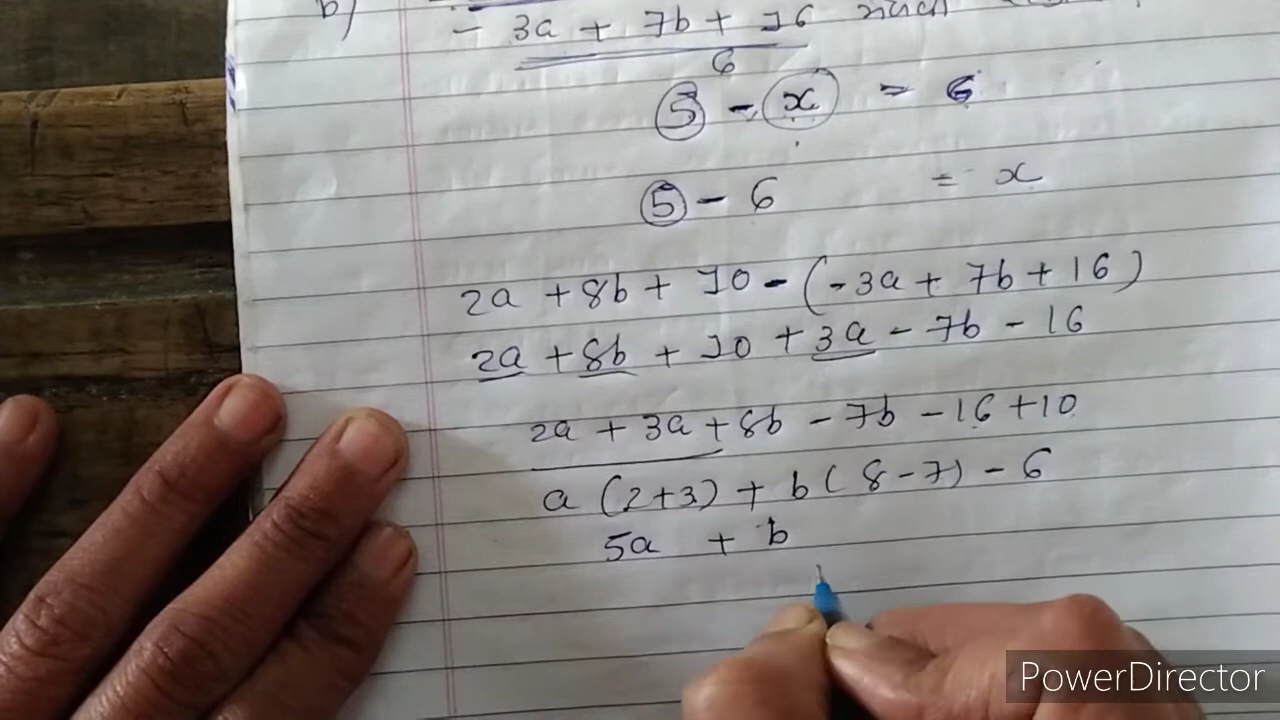 a)
- 3a + 7b + 16
6
5 - x = 6
5 - 6 = x
2a + 8b + 10 - (-3a + 7b + 16)
2a + 8b + 10 + 3a - 7b - 16
2a + 3a + 8b - 7b - 16 + 10
a (2+3) + b ( 8-7) - 6
5a + b
PowerDirector